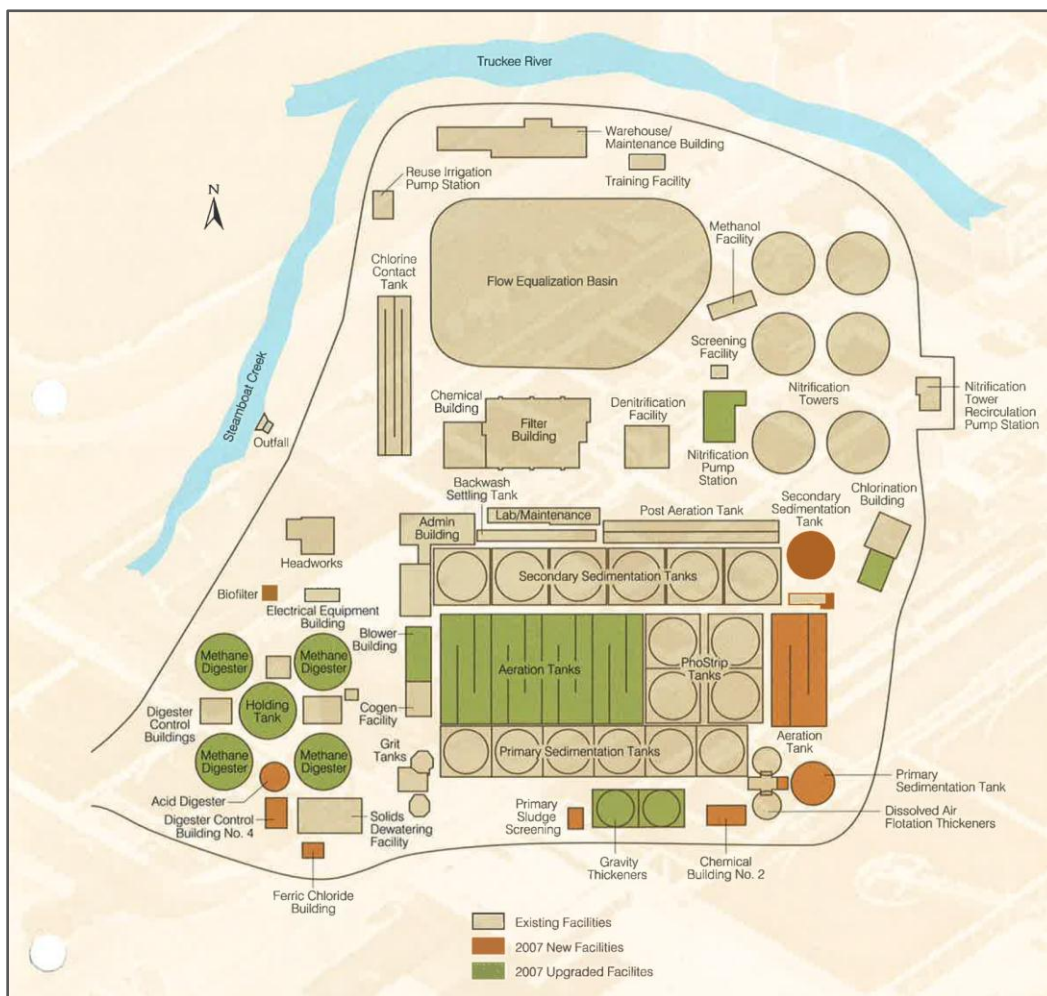 Truckee River
Warehouse/
Maintenance Building
Training Facility
Reuse Irrigation
Pump Station
N
Methanol
Facility
Chlorine
Contact
Tank
Flow Equalization Basin
Screening
Facility
Steamboat Creek
Outfall
Chemical
Building
Filter
Building
Denitrification
Facility
Nitrification
Towers
Nitrification
Tower
Recirculation
Pump Station
Nitrification
Pump
Station
Backwash
Settling Tank
Lab/Maintenance
Post Aeration Tank
Secondary
Sedimentation
Tank
Chlorination
Building
Admin
Building
Headworks
Secondary Sedimentation Tanks
Biofilter
Electrical Equipment
Building
Blower
Building
Methane
Digester
Methane
Digester
Aeration Tanks
PhoStrip
Tanks
Holding
Tank
Digester
Control
Buildings
Cogen
Facility
Aeration
Tank
Methane
Digester
Methane
Digester
Grit
Tanks
Primary Sedimentation Tanks
Primary
Sedimentation Tank
Acid Digester
Digester Control
Building No. 4
Solids
Dewatering
Facility
Primary
Sludge
Screening
Dissolved Air
Flotation Thickeners
Gravity
Thickeners
Chemical
Building No. 2
Ferric Chloride
Building
Existing Facilities
2007 New Facilities
2007 Upgraded Facilites